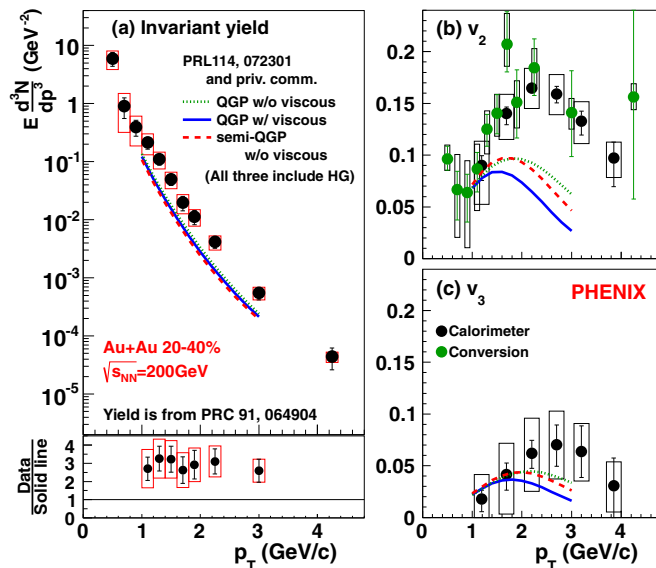 (a) Invariant yield
E d³N/dp³ (GeV⁻²)
PRL114, 072301
and priv. comm.
QGP w/o viscous
QGP w/ viscous
semi-QGP
w/o viscous
(All three include HG)
10
1
10⁻¹
10⁻²
10⁻³
10⁻⁴
10⁻⁵
Au+Au 20-40%
√sNN=200GeV
Yield is from PRC 91, 064904
Data
Solid line
5
4
3
2
1
0
0 1 2 3 4
pT (GeV/c)
(b) v₂
0.2
0.15
0.1
0.05
0
(c) v₃
PHENIX
Calorimeter
Conversion
0.2
0.15
0.1
0.05
0
0 1 2 3 4 5
pT (GeV/c)